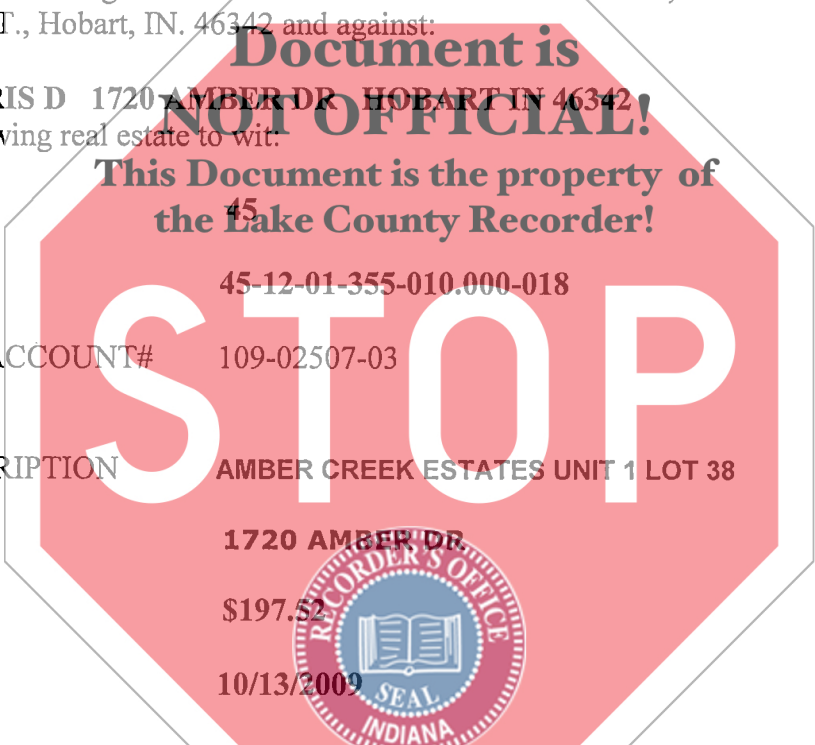 T., Hobart, IN. 46342 and against:
Document is
RIS D 1720 AMBER DR HOBART IN 46342
NOT OFFICIAL!
wing real estate to wit:
This Document is the property of
45
the Lake County Recorder!
45-12-01-355-010.000-018
STOP
ACCOUNT# 109-02507-03
RIPTION AMBER CREEK ESTATES UNIT 1 LOT 38
1720 AMBER DR
$197.52
RECORDER'S OFFICE
10/13/2009
SEAL
INDIANA